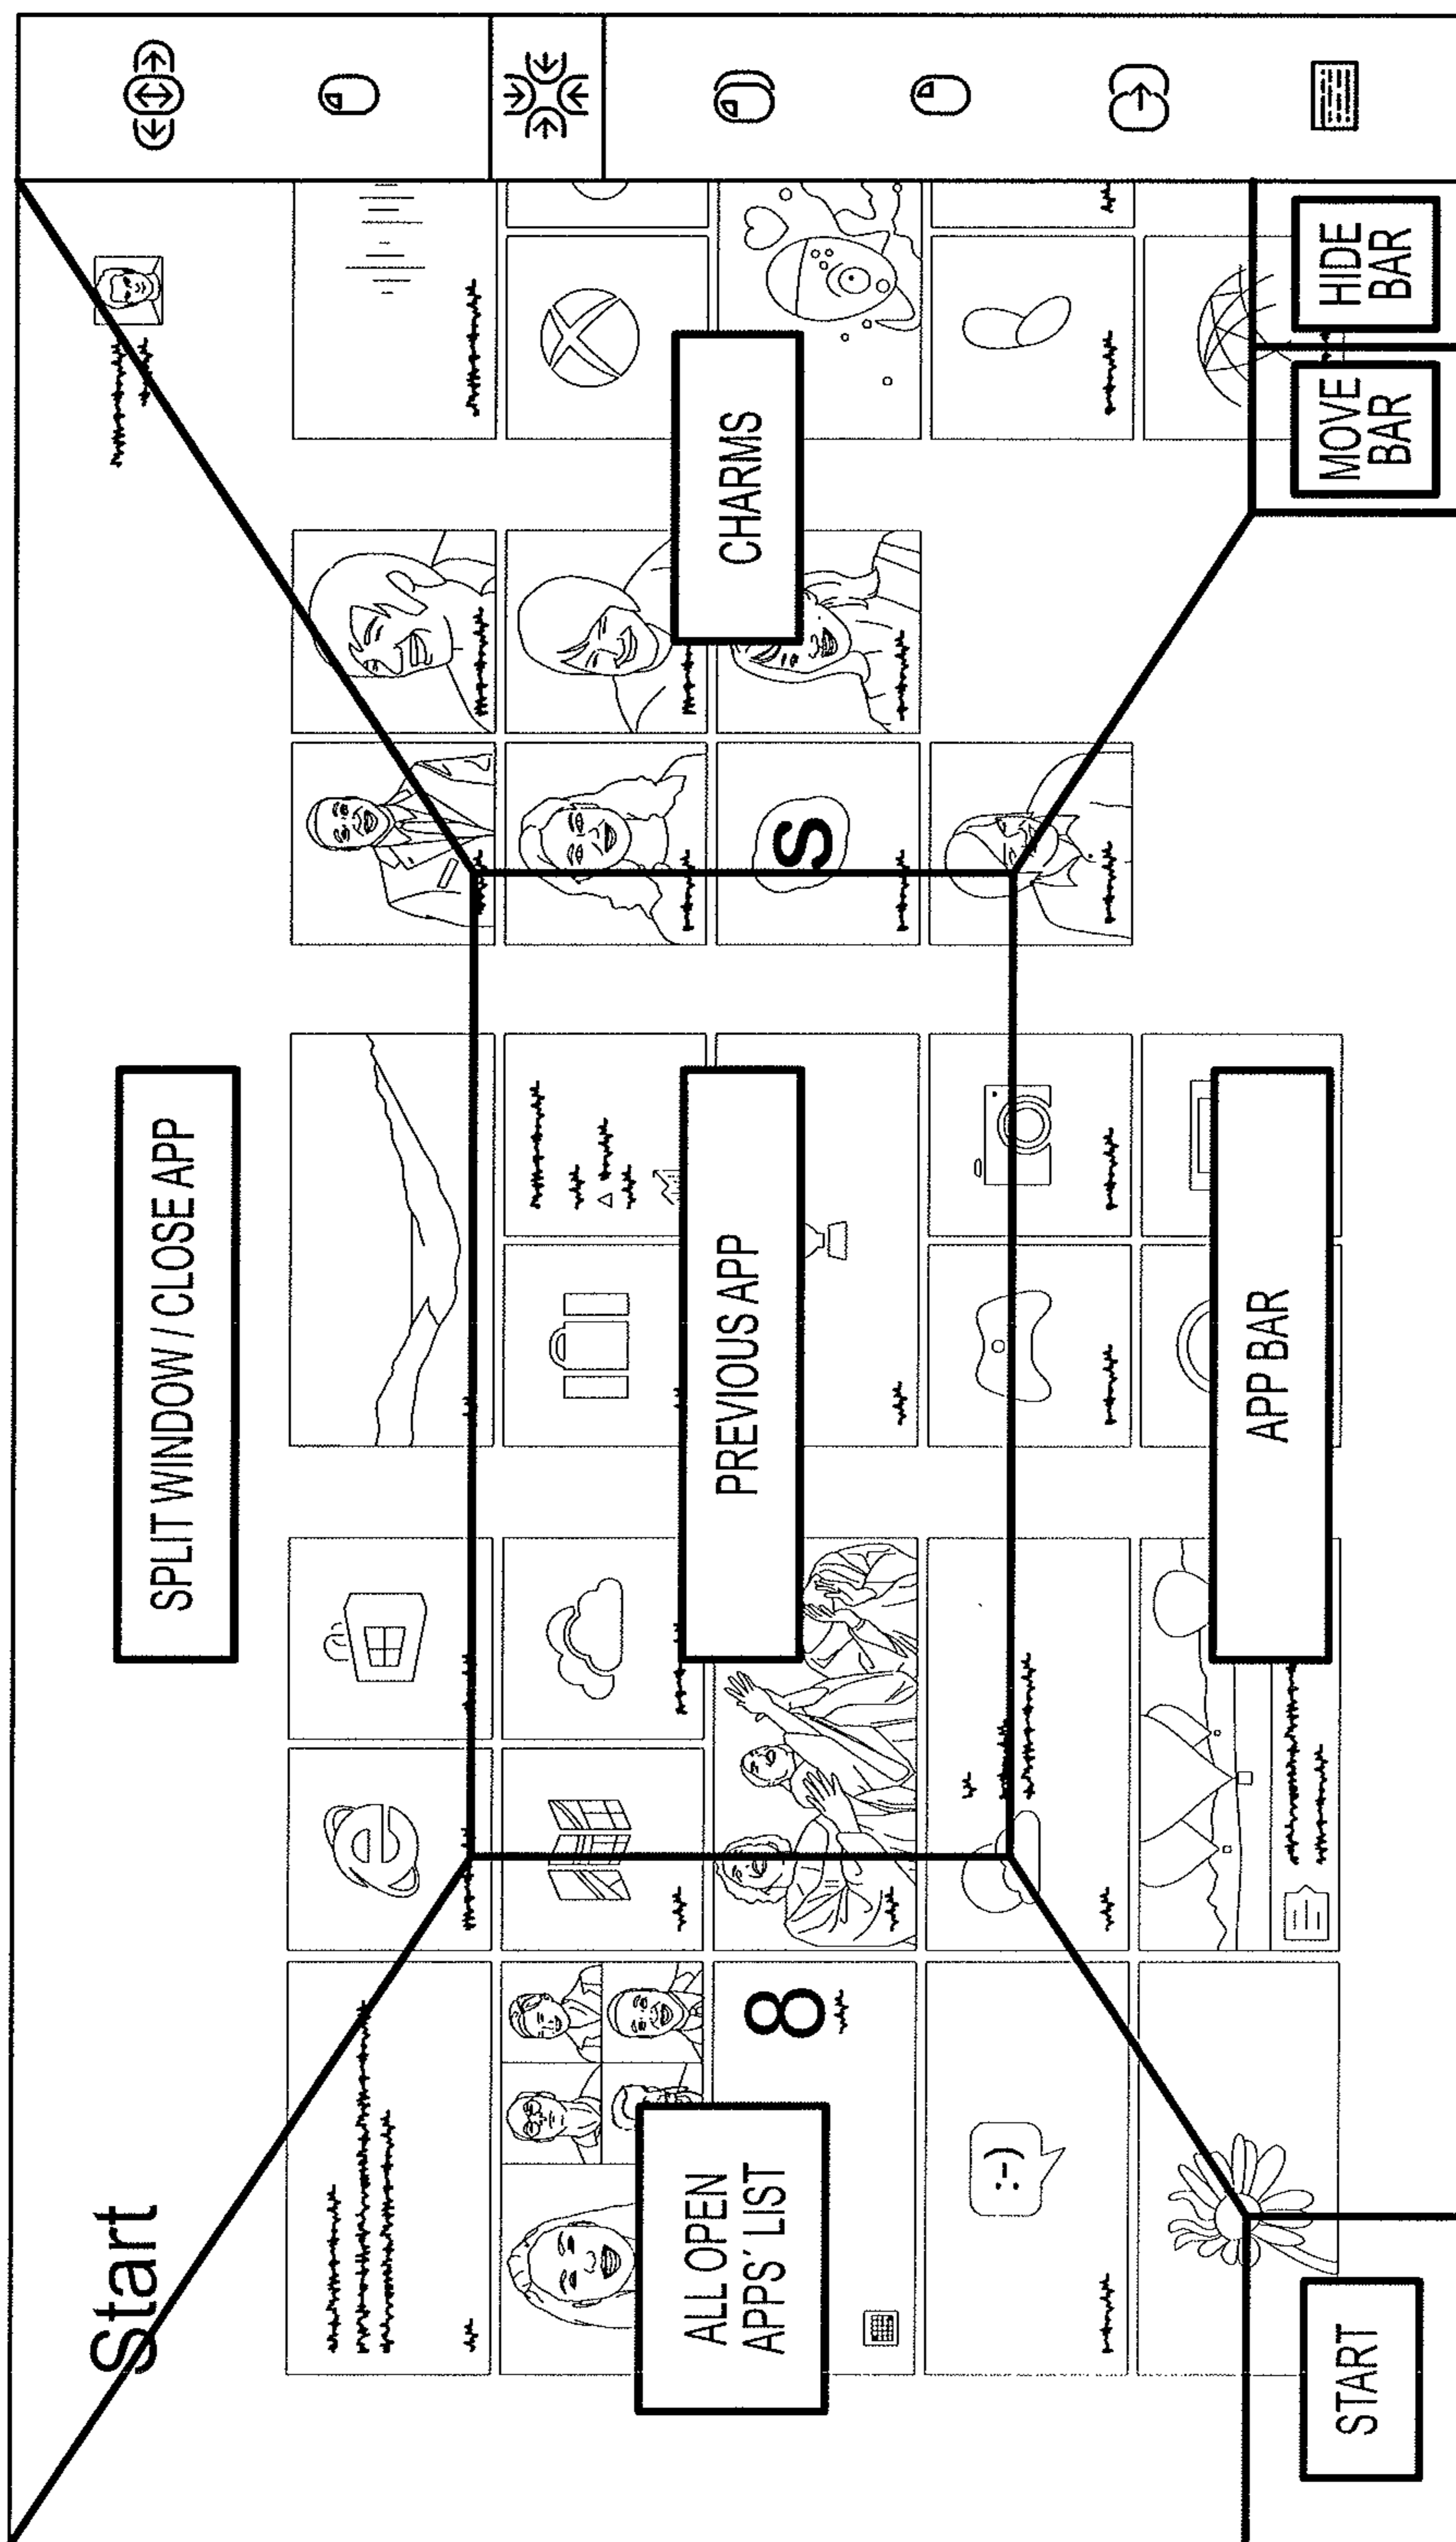 Start
SPLIT WINDOW / CLOSE APP
ALL OPEN
APPS' LIST
PREVIOUS APP
CHARMS
8
S
e
:-)
START
APP BAR
MOVE
BAR
HIDE
BAR